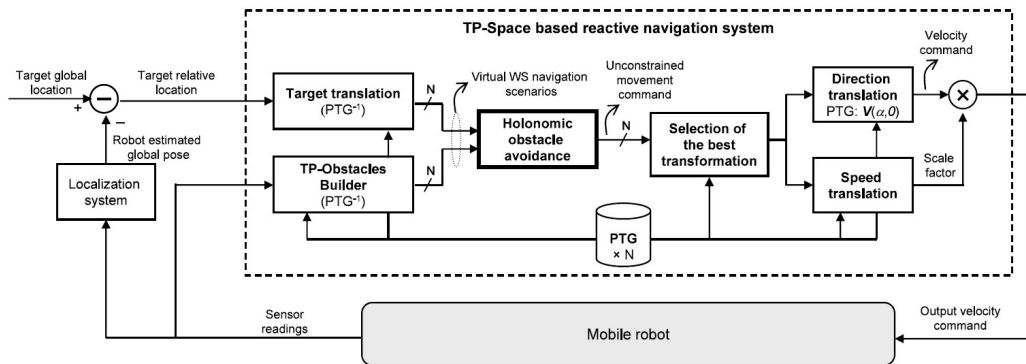 TP-Space based reactive navigation system
Target global
location
+
−
−
Target relative
location
Robot estimated
global pose
Localization
system
Target translation
(PTG⁻¹)
N
TP-Obstacles
Builder
(PTG⁻¹)
N
Virtual WS navigation
scenarios
Holonomic
obstacle
avoidance
Unconstrained
movement
command
N
Selection of
the best
transformation
Direction
translation
PTG: V(α,0)
Velocity
command
×
Speed
translation
Scale
factor
PTG
× N
Sensor
readings
Mobile robot
Output velocity
command